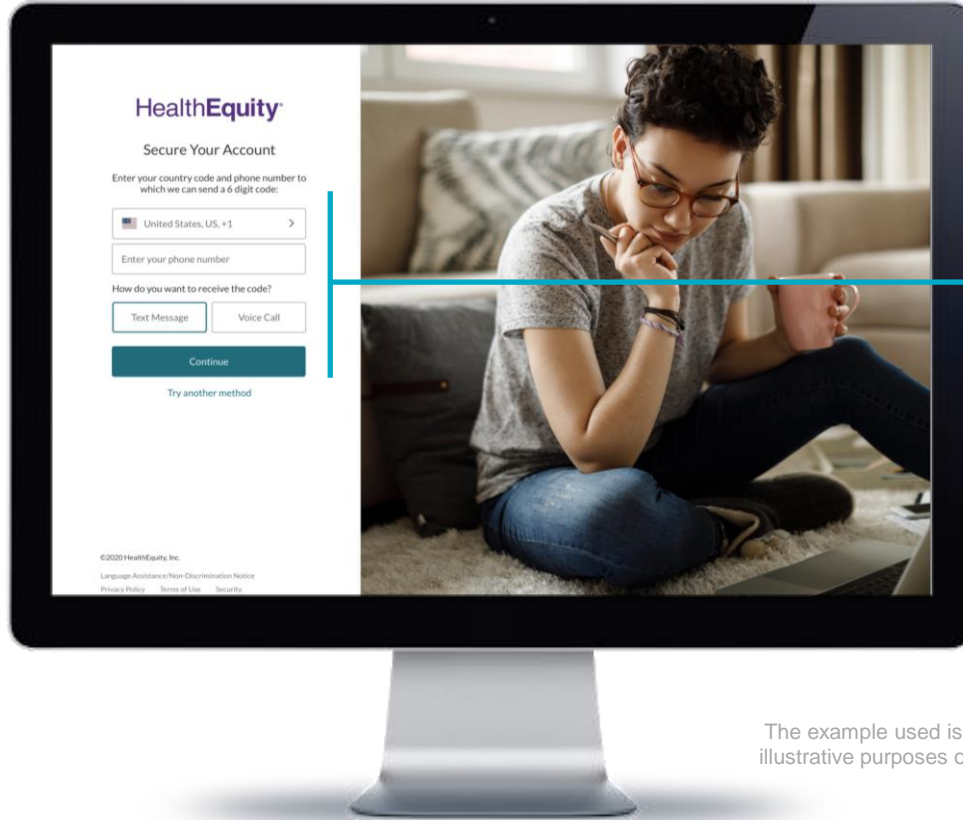 HealthEquity
Secure Your Account
Enter your country code and phone number to
which we can send a 6 digit code:
United States, US, +1
Enter your phone number
How do you want to receive the code?
Text Message
Voice Call
Continue
Try another method
©2020 HealthEquity, Inc.
Language Assistance/Non-Discrimination Notice
Privacy Policy Terms of Use Security
The example used is
illustrative purposes